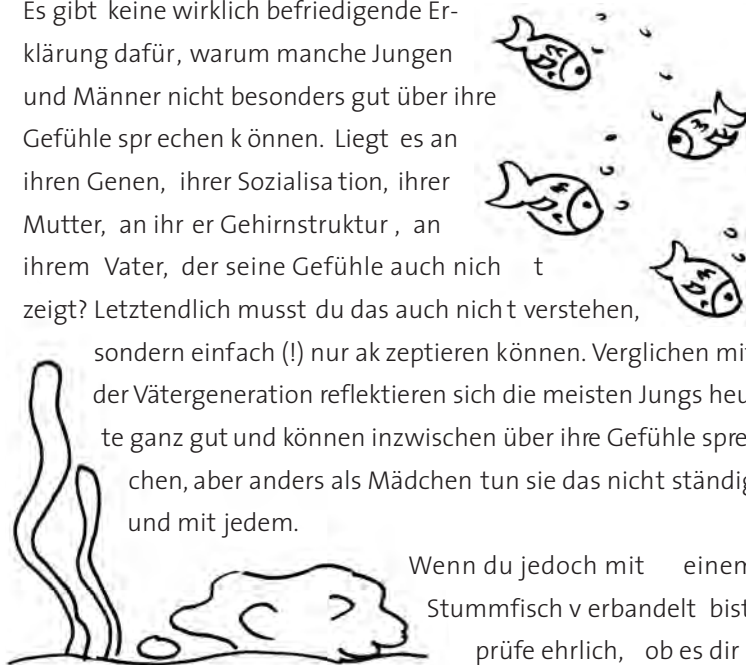 Es gibt keine wirklich befriedigende Er-
klärung dafür, warum manche Jungen
und Männer nicht besonders gut über ihre
Gefühle spr echen k önnen. Liegt es an
ihren Genen, ihrer Sozialisa tion, ihrer
Mutter, an ihr er Gehirnstruktur , an
ihrem Vater, der seine Gefühle auch nich t
zeigt? Letztendlich musst du das auch nich t verstehen,
sondern einfach (!) nur ak zeptieren können. Verglichen mit
der Vätergeneration reflektieren sich die meisten Jungs heu
te ganz gut und können inzwischen über ihre Gefühle spre
chen, aber anders als Mädchen tun sie das nicht ständig
und mit jedem.
Wenn du jedoch mit einem
Stummfisch v erbandelt bist
prüfe ehrlich, ob es dir